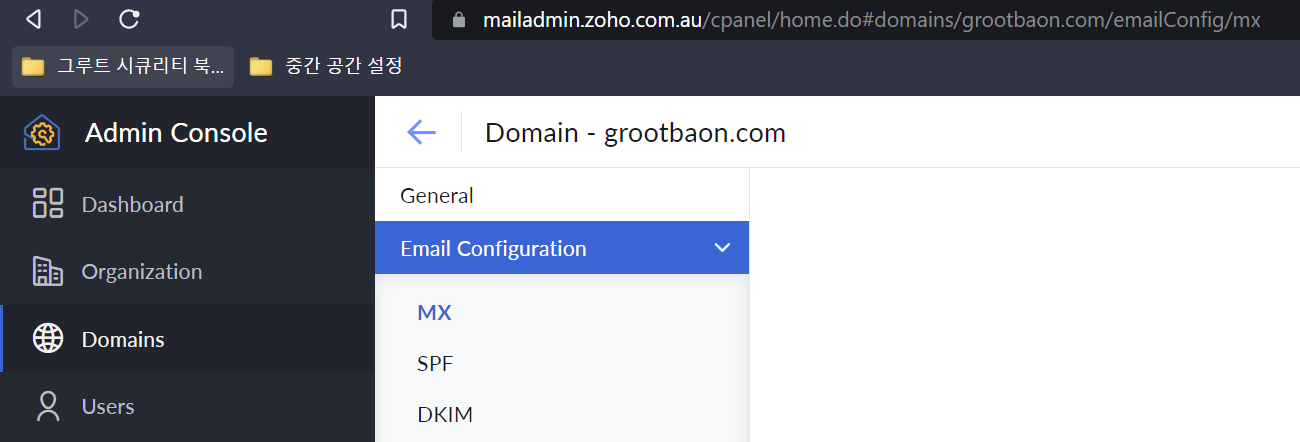 mailadmin.zoho.com.au/cpanel/home.do#domains/grootbaon.com/emailConfig/mx
그루트 시큐리티 북... 중간 공간 설정
Admin Console
Domain - grootbaon.com
Dashboard
Organization
Domains
Users
General
Email Configuration
MX
SPF
DKIM